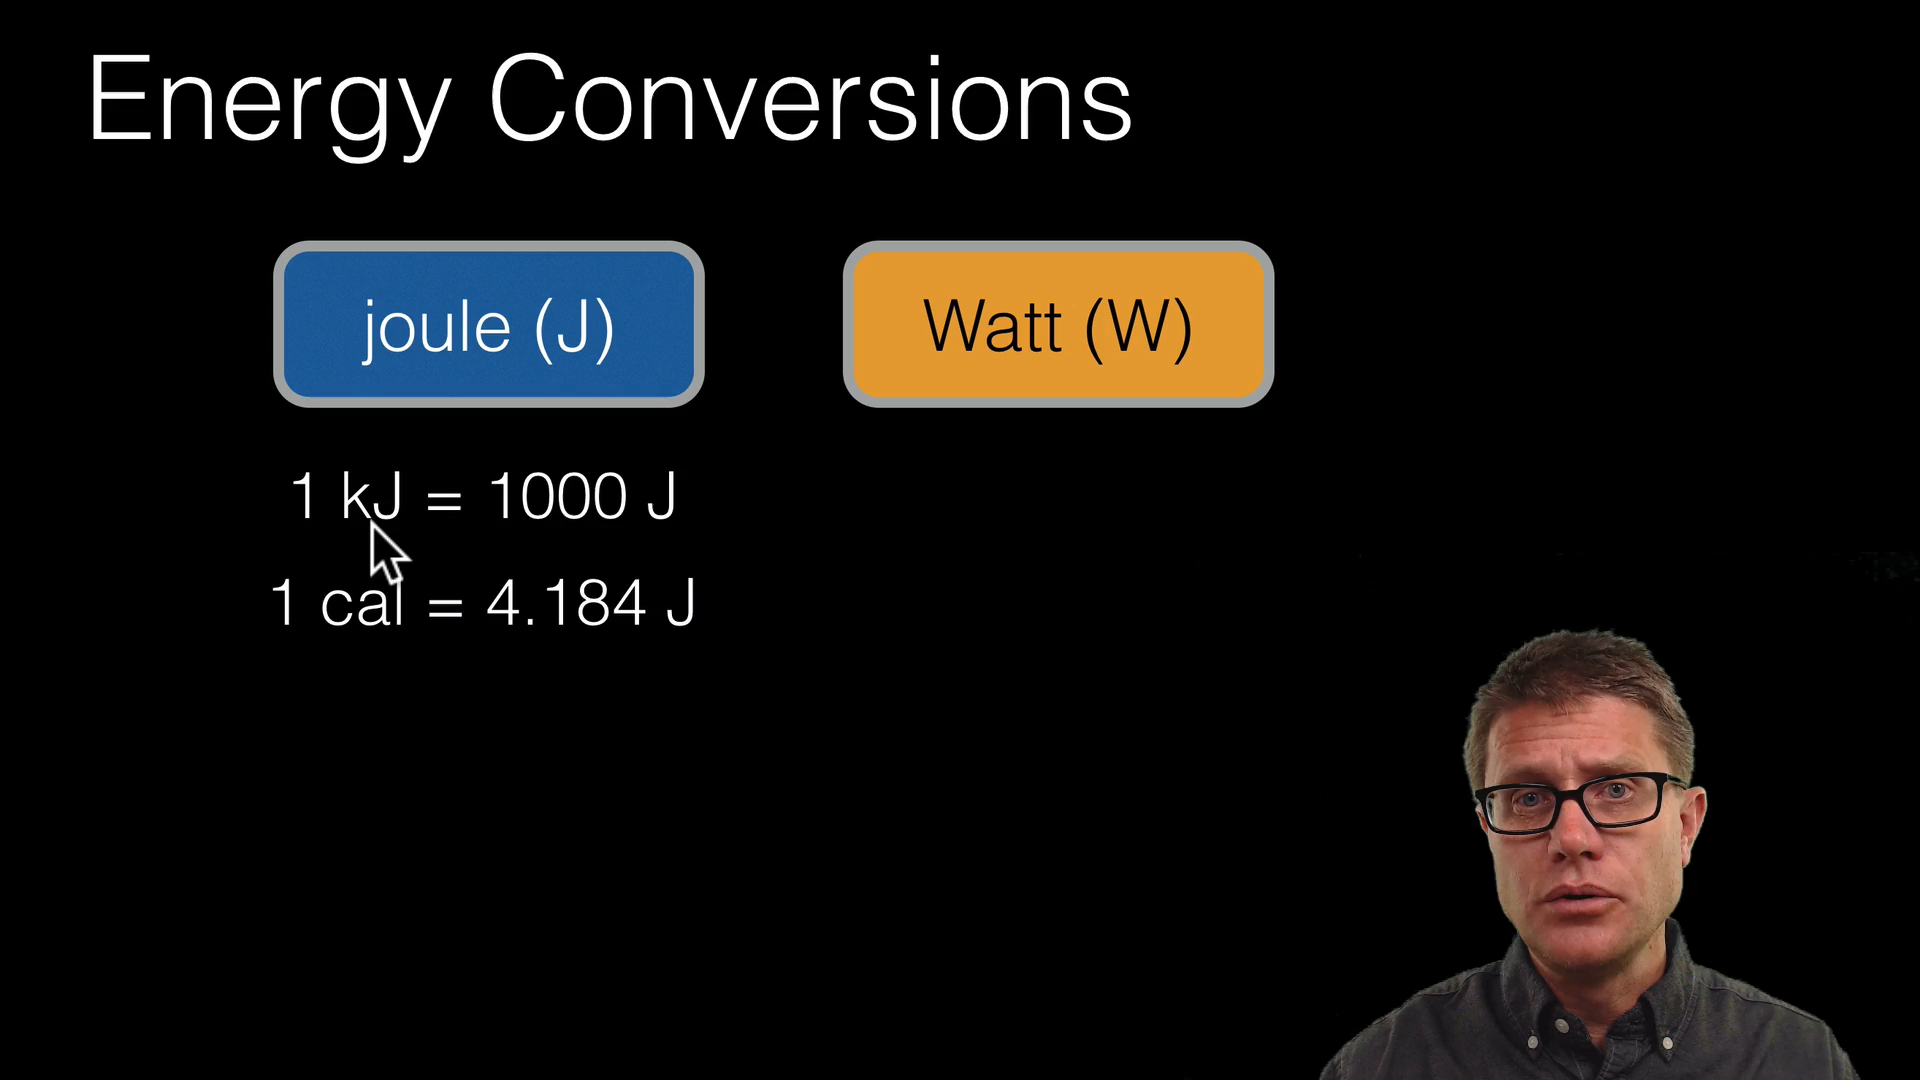 Energy Conversions
joule (J)
Watt (W)
1 kJ = 1000 J
1 cal = 4.184 J